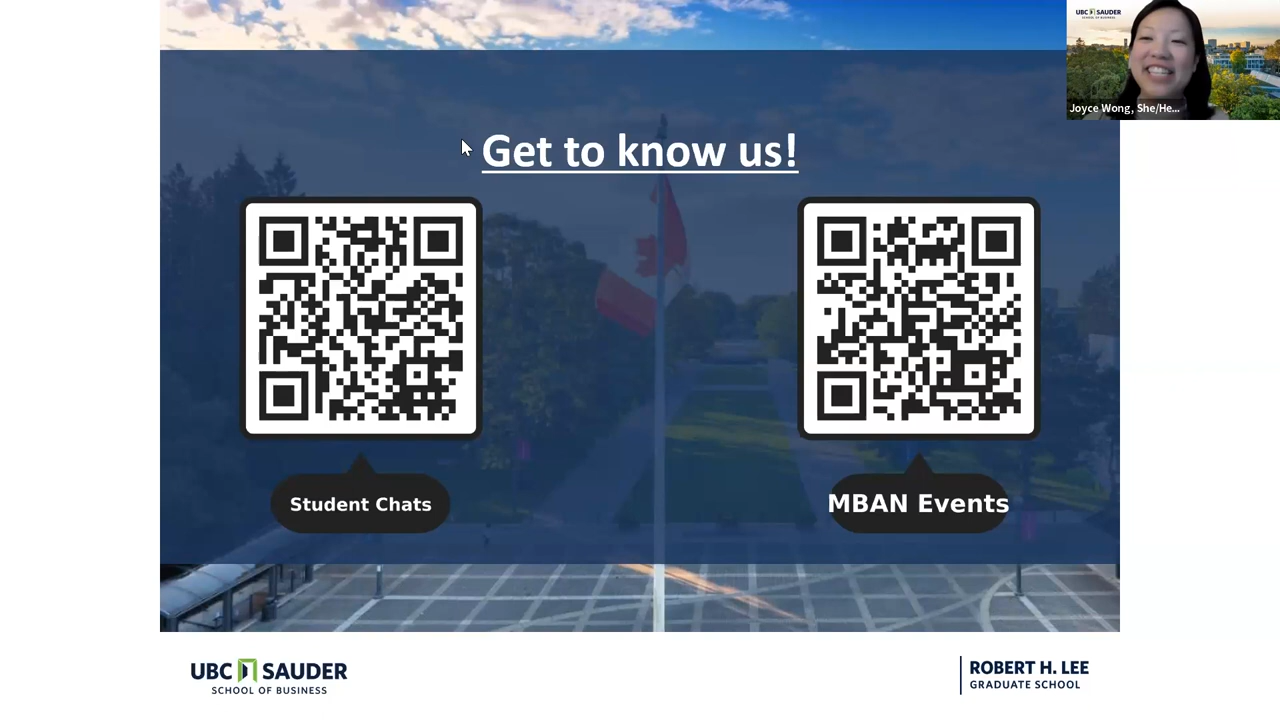 UBC SAUDER
SCHOOL OF BUSINESS
Joyce Wong, She/He...
Get to know us!
Student Chats
MBAN Events
UBC SAUDER
SCHOOL OF BUSINESS
ROBERT H. LEE
GRADUATE SCHOOL